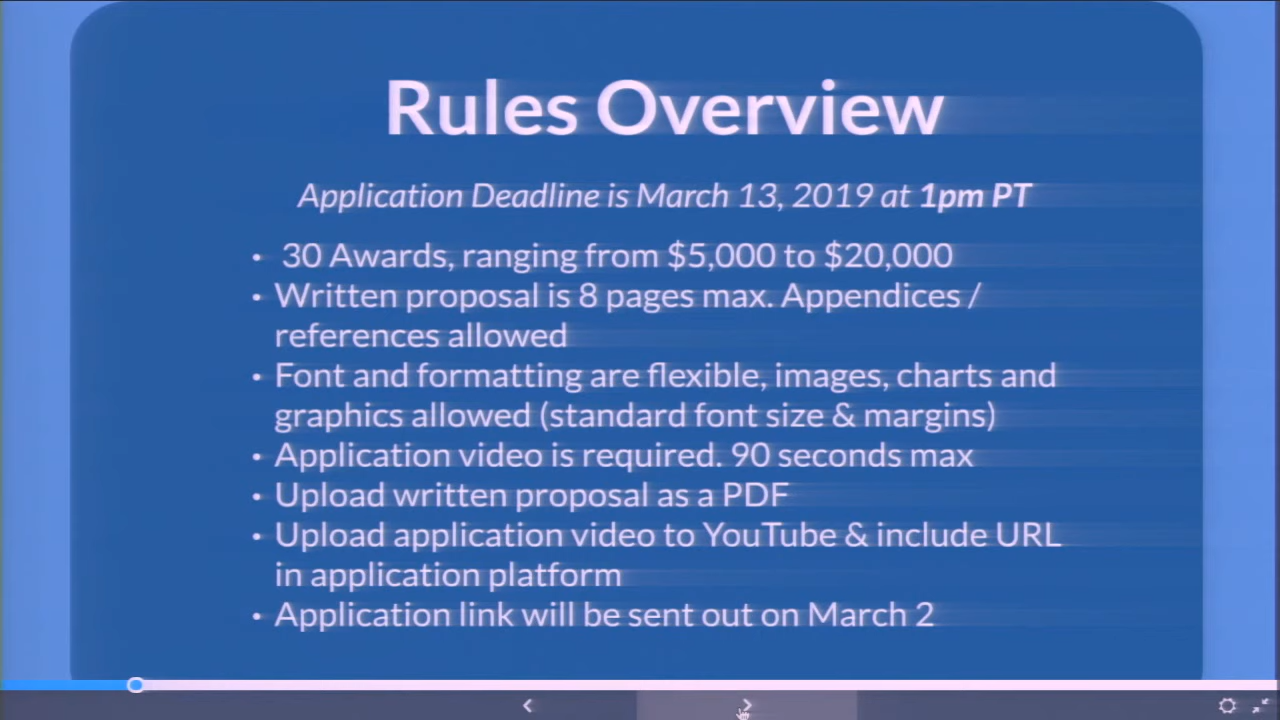 Rules Overview
Application Deadline is March 13, 2019 at 1pm PT
• 30 Awards, ranging from $5,000 to $20,000
• Written proposal is 8 pages max. Appendices /
references allowed
• Font and formatting are flexible, images, charts and
graphics allowed (standard font size & margins)
• Application video is required. 90 seconds max
• Upload written proposal as a PDF
• Upload application video to YouTube & include URL
in application platform
• Application link will be sent out on March 2